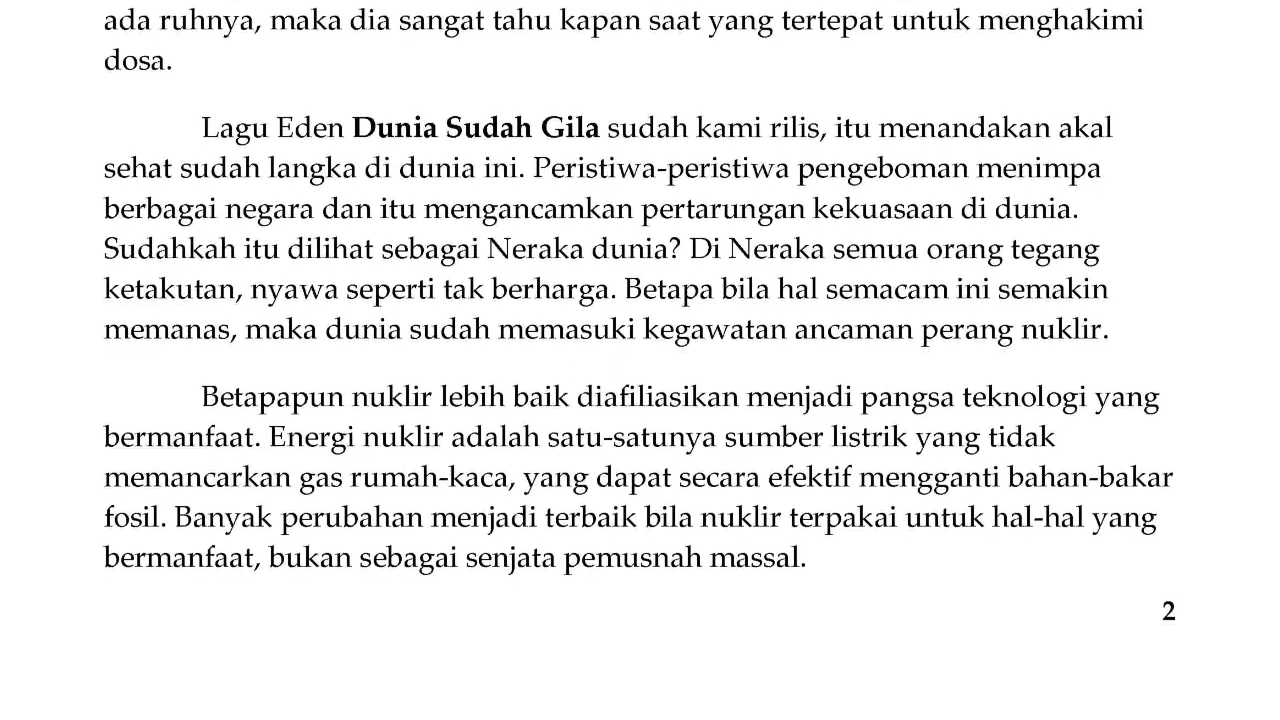 ada ruhnya, maka dia sangat tahu kapan saat yang tertepat untuk menghakimi
dosa.
Lagu Eden Dunia Sudah Gila sudah kami rilis, itu menandakan akal
sehat sudah langka di dunia ini. Peristiwa-peristiwa pengeboman menimpa
berbagai negara dan itu mengancamkan pertarungan kekuasaan di dunia.
Sudahkah itu dilihat sebagai Neraka dunia? Di Neraka semua orang tegang
ketakutan, nyawa seperti tak berharga. Betapa bila hal semacam ini semakin
memanas, maka dunia sudah memasuki kegawatan ancaman perang nuklir.
Betapapun nuklir lebih baik diafiliasikan menjadi pangsa teknologi yang
bermanfaat. Energi nuklir adalah satu-satunya sumber listrik yang tidak
memancarkan gas rumah-kaca, yang dapat secara efektif mengganti bahan-bakar
fosil. Banyak perubahan menjadi terbaik bila nuklir terpakai untuk hal-hal yang
bermanfaat, bukan sebagai senjata pemusnah massal.
2